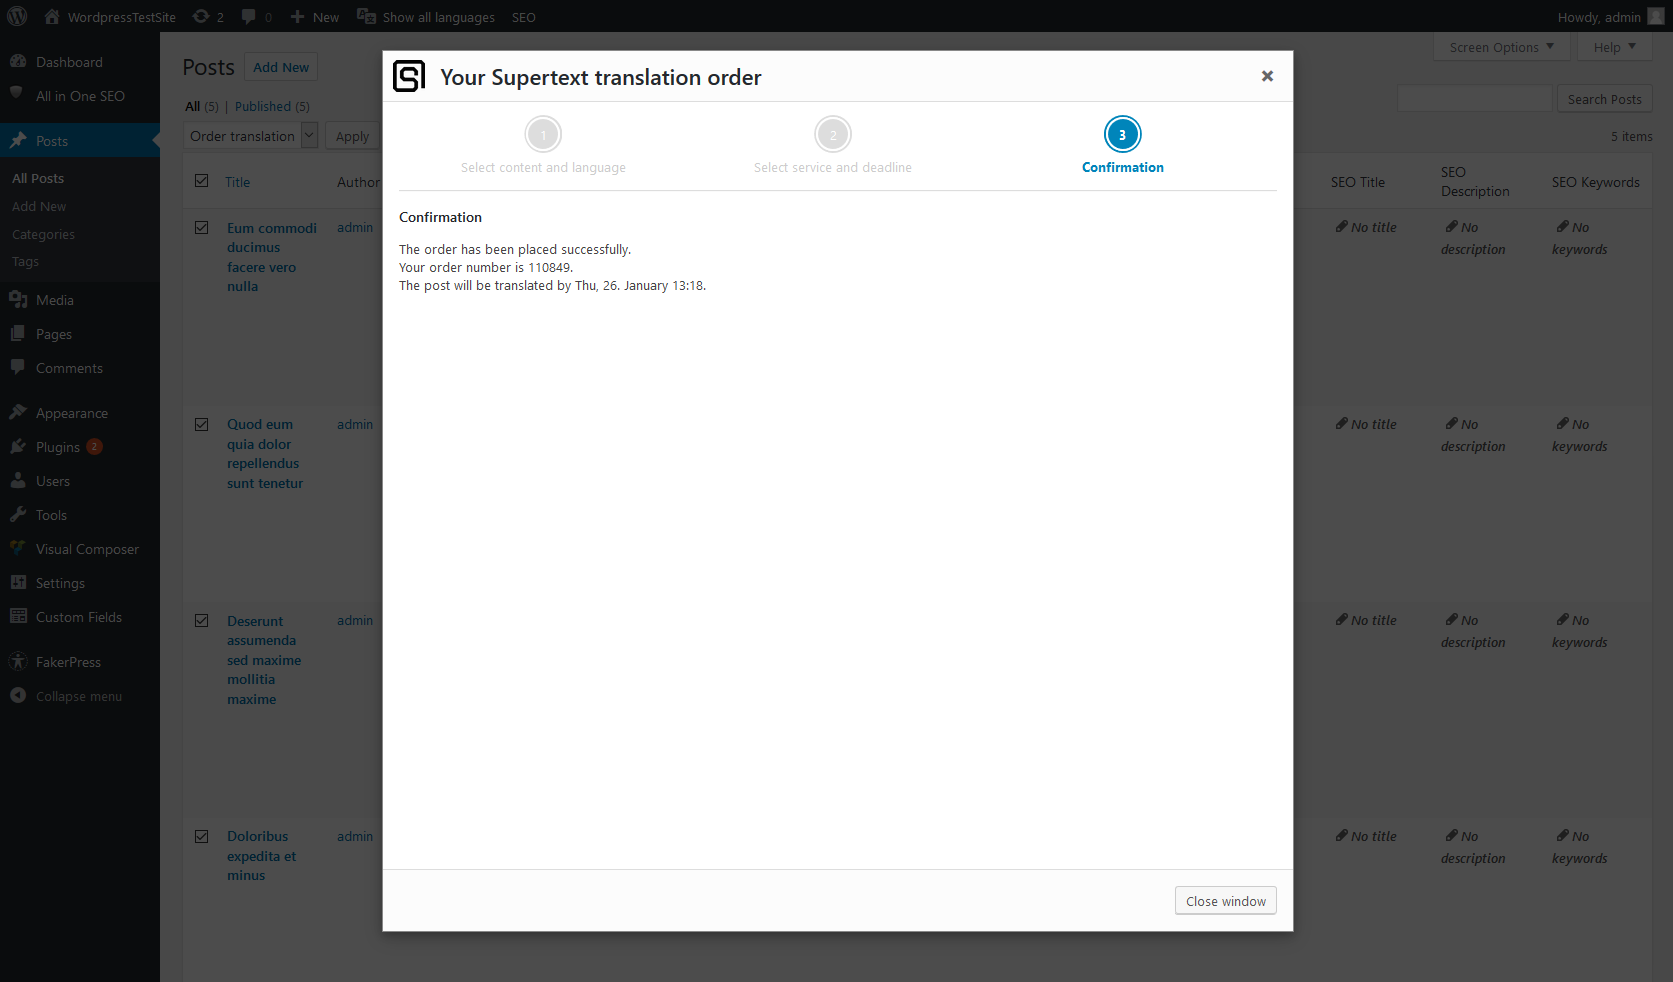 WordpressTestSite 2 0 New Show all languages SEO Howdy, admin
Dashboard
All in One SEO
Posts
All Posts
Add New
Categories
Tags
Media
Pages
Comments
Appearance
Plugins 2
Users
Tools
Visual Composer
Settings
Custom Fields
FakerPress
Collapse menu
Screen Options Help
Posts Add New
All (5) | Published (5)
Search Posts
Order translation Apply
5 items
Title Author
SEO Title
SEO
Description
SEO Keywords
Eum commodi
ducimus
facere vero
nulla
admin
No title
No
description
No
keywords
Quod eum
quia dolor
repellendus
sunt tenetur
admin
No title
No
description
No
keywords
Deserunt
assumenda
sed maxime
mollitia
maxime
admin
No title
No
description
No
keywords
Doloribus
expedita et
minus
admin
No title
No
description
No
keywords
Your Supertext translation order
1
Select content and language
2
Select service and deadline
3
Confirmation
Confirmation
The order has been placed successfully.
Your order number is 110849.
The post will be translated by Thu, 26. January 13:18.
Close window